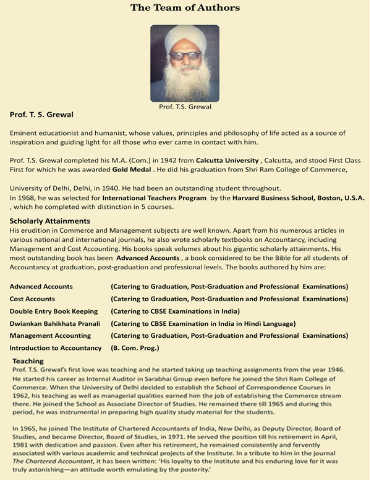 The Team of Authors
Prof. T.S. Grewal
Prof. T. S. Grewal
Eminent educationist and humanist, whose values, principles and philosophy of life acted as a source of
inspiration and guiding light for all those who ever came in contact with him.
Prof. T.S. Grewal completed his M.A. (Com.) in 1942 from Calcutta University , Calcutta, and stood First Class
First for which he was awarded Gold Medal . He did his graduation from Shri Ram College of Commerce,
University of Delhi, Delhi, in 1940. He had been an outstanding student throughout.
In 1968, he was selected for International Teachers Program by the Harvard Business School, Boston, U.S.A.
, which he completed with distinction in 5 courses.
Scholarly Attainments
His erudition in Commerce and Management subjects are well known. Apart from his numerous articles in
various national and international journals, he also wrote scholarly textbooks on Accountancy, including
Management and Cost Accounting. His books speak volumes about his gigantic scholarly attainments. His
most outstanding book has been Advanced Accounts , a book considered to be the Bible for all students of
Accountancy at graduation, post-graduation and professional levels. The books authored by him are:
Advanced Accounts (Catering to Graduation, Post-Graduation and Professional Examinations)
Cost Accounts (Catering to Graduation, Post-Graduation and Professional Examinations)
Double Entry Book Keeping (Catering to CBSE Examinations in India)
Dwiankan Bahikhata Pranali (Catering to CBSE Examination in India in Hindi Language)
Management Accounting (Catering to Graduation, Post-Graduation and Professional Examinations)
Introduction to Accountancy (B. Com. Prog.)
Teaching
Prof. T.S. Grewal's first love was teaching and he started taking up teaching assignments from the year 1946.
He started his career as Internal Auditor in Sarabhai Group even before he joined the Shri Ram College of
Commerce. When the University of Delhi decided to establish the School of Correspondence Courses in
1962, his teaching as well as managerial qualities earned him the job of establishing the Commerce stream
there. He joined the School as Associate Director of Studies. He remained there till 1965 and during this
period, he was instrumental in preparing high quality study material for the students.
In 1965, he joined The Institute of Chartered Accountants of India, New Delhi, as Deputy Director, Board of
Studies, and became Director, Board of Studies, in 1971. He served the position till his retirement in April,
1981 with dedication and passion. Even after his retirement, he remained consistently and fervently
associated with various academic and technical projects of the Institute. In a tribute to him in the journal
The Chartered Accountant, it has been written: 'His loyalty to the Institute and his enduring love for it was
truly astonishing—an attitude worth emulating by the posterity.'